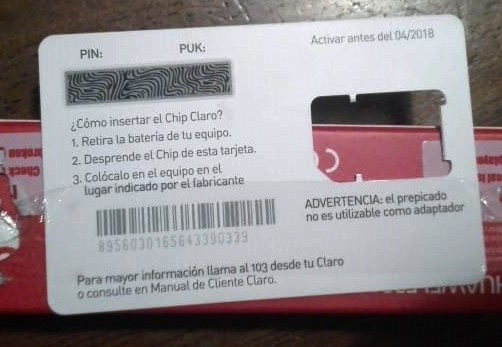 PIN:
PUK:
Activar antes del 04/2018
¿Cómo insertar el Chip Claro?
1. Retira la batería de tu equipo.
2. Desprende el Chip de esta tarjeta.
3. Colócalo en el equipo en el
lugar indicado por el fabricante
8956030165643390339
ADVERTENCIA: el prepicado
no es utilizable como adaptador
Para mayor información llama al 103 desde tu Claro
o consulte en Manual de Cliente Claro.
HUAWEI